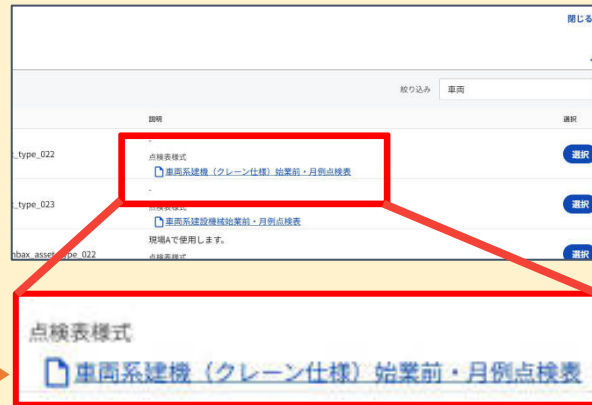 閉じる
絞り込み 車両
説明 選択
-
_type_022 点検表様式 選択
車両系建機（クレーン仕様）始業前・月例点検表
-
_type_023 点検表様式 選択
車両系建設機械始業前・月例点検表
現場Aで使用します。
点検表様式 選択
点検表様式
車両系建機（クレーン仕様）始業前・月例点検表